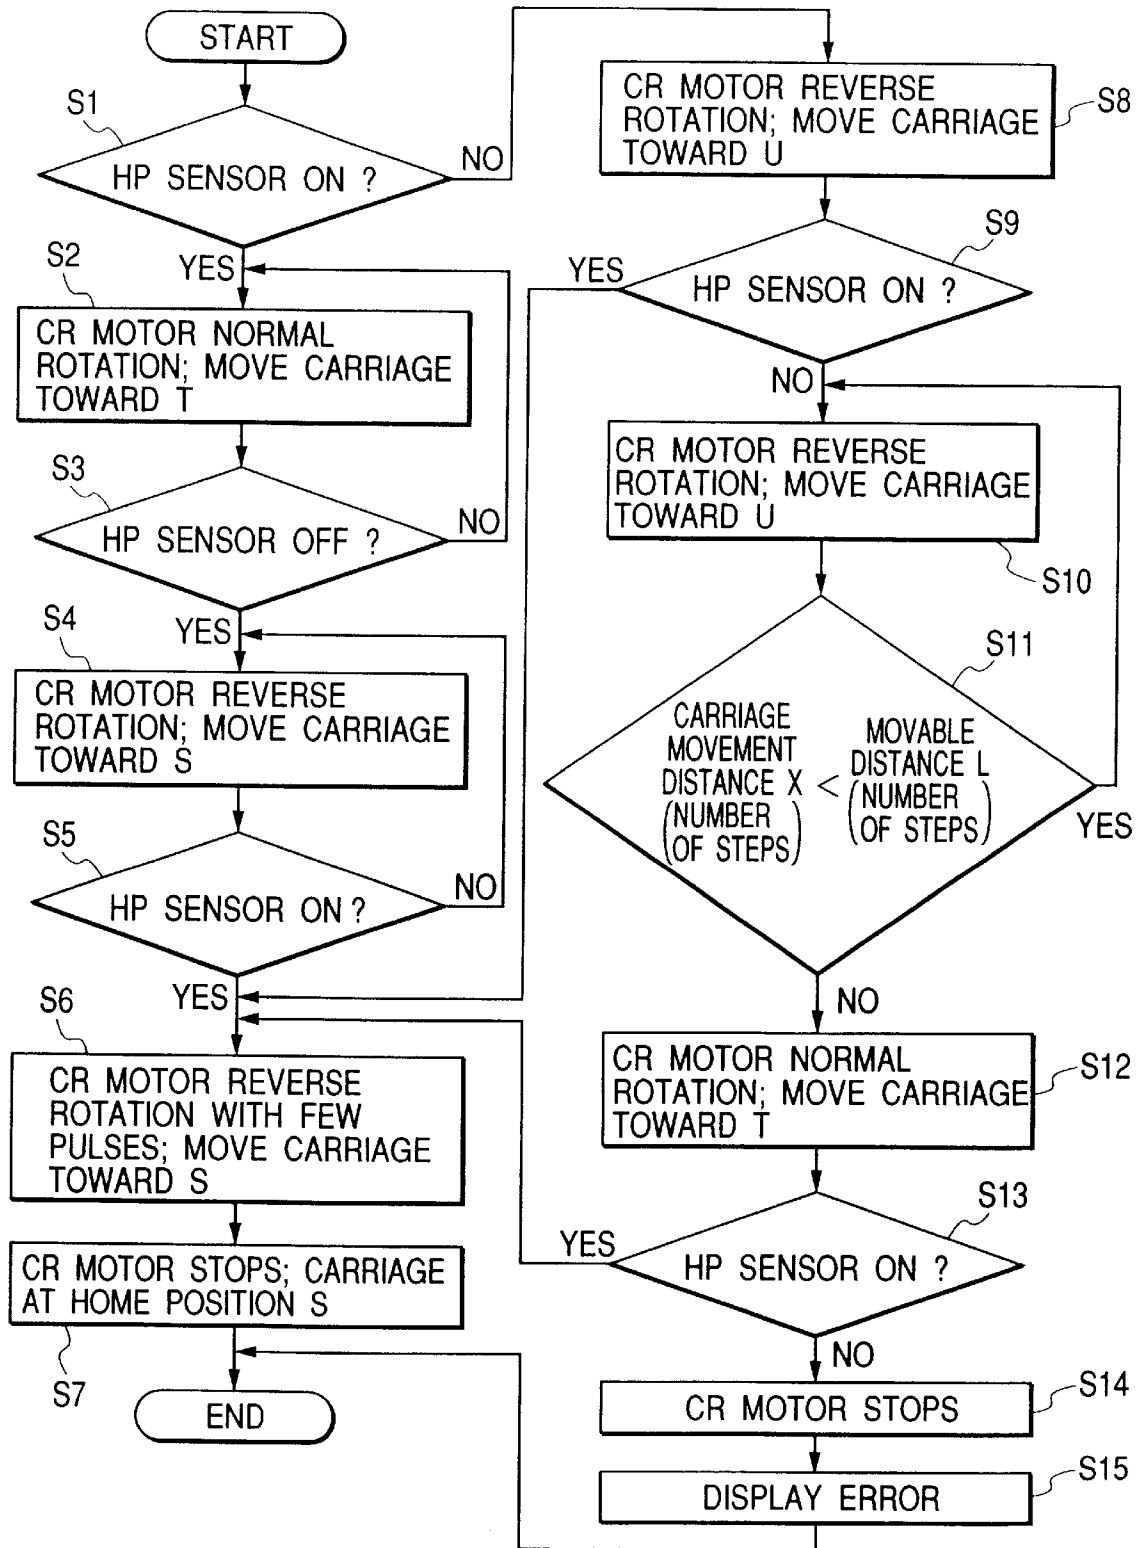 START
S1
HP SENSOR ON ?
NO
YES
S2
CR MOTOR NORMAL
ROTATION; MOVE CARRIAGE
TOWARD T
S3
HP SENSOR OFF ?
NO
YES
S4
CR MOTOR REVERSE
ROTATION; MOVE CARRIAGE
TOWARD S
S5
HP SENSOR ON ?
NO
YES
S6
CR MOTOR REVERSE
ROTATION WITH FEW
PULSES; MOVE CARRIAGE
TOWARD S
CR MOTOR STOPS; CARRIAGE
AT HOME POSITION S
S7
END
CR MOTOR REVERSE
ROTATION; MOVE CARRIAGE
TOWARD U
S8
S9
YES
HP SENSOR ON ?
NO
CR MOTOR REVERSE
ROTATION; MOVE CARRIAGE
TOWARD U
S10
S11
CARRIAGE
MOVEMENT
DISTANCE X
(NUMBER
OF STEPS)
<
MOVABLE
DISTANCE L
(NUMBER
OF STEPS)
YES
NO
CR MOTOR NORMAL
ROTATION; MOVE CARRIAGE
TOWARD T
S12
S13
YES
HP SENSOR ON ?
NO
CR MOTOR STOPS
S14
DISPLAY ERROR
S15